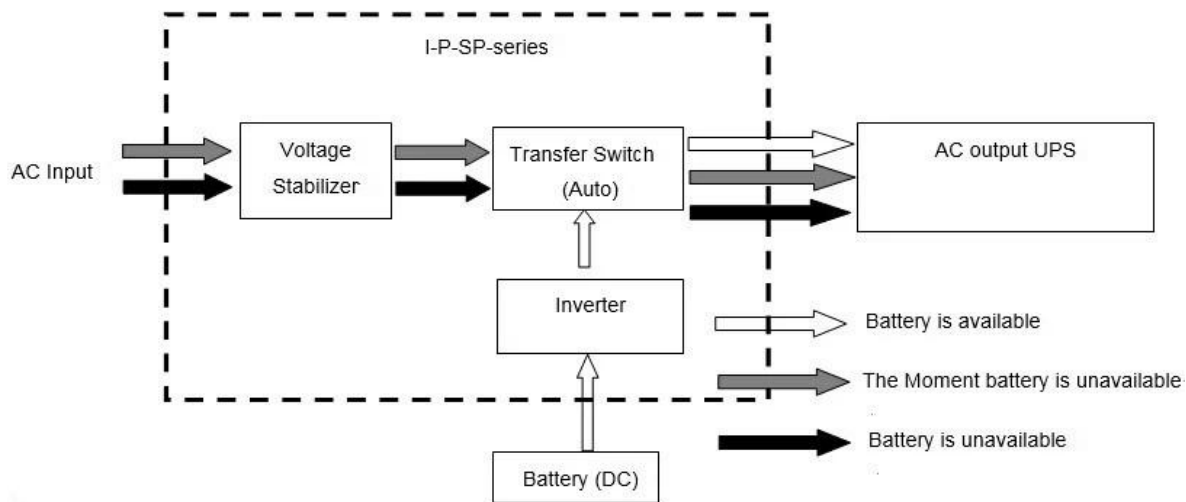 I-P-SP-series
AC Input
Voltage
Stabilizer
Transfer Switch
(Auto)
AC output UPS
Inverter
Battery (DC)
Battery is available
The Moment battery is unavailable
Battery is unavailable